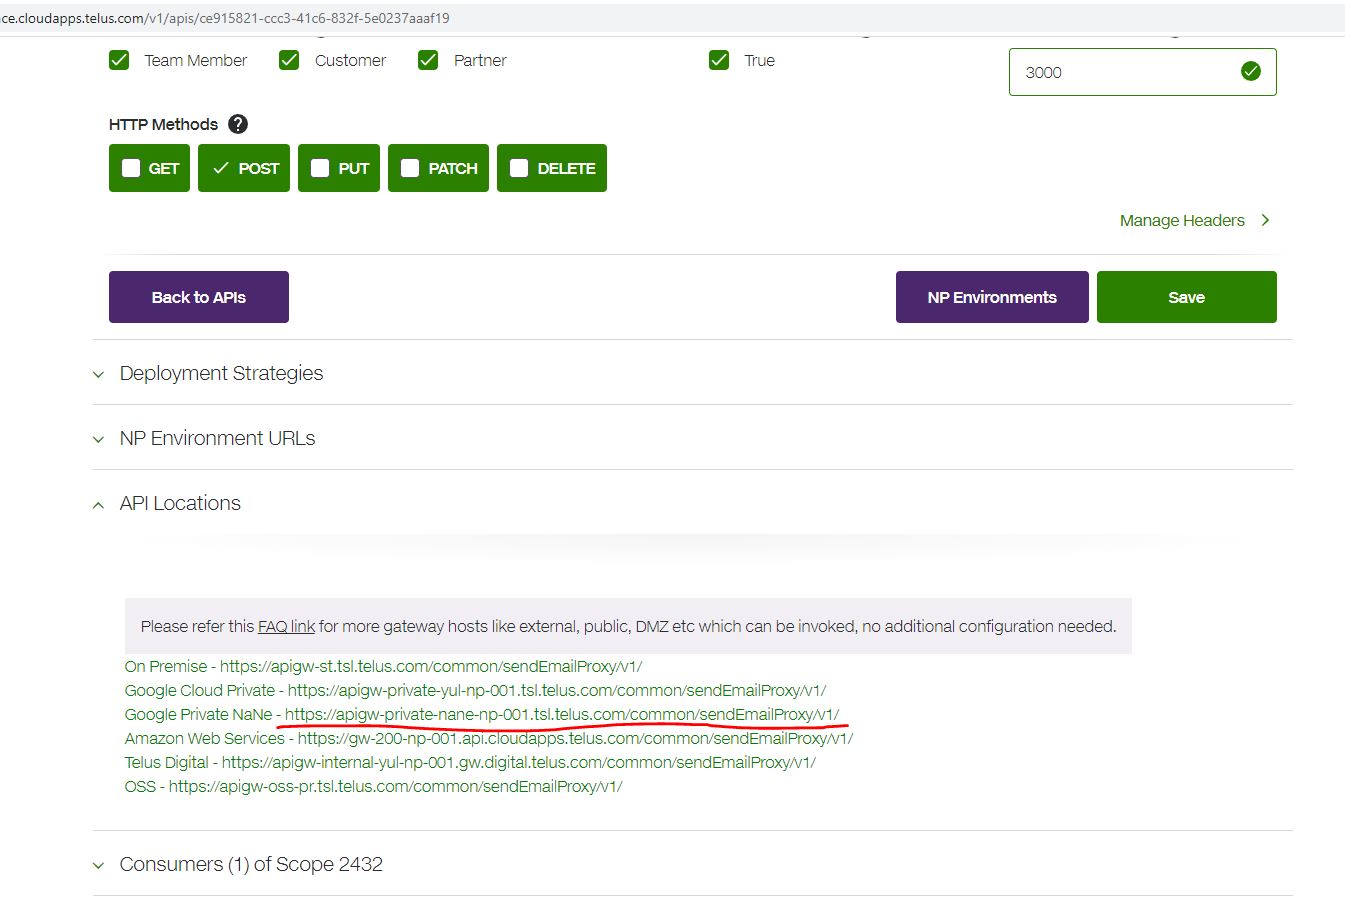 ce.cloudapps.telus.com/v1/apis/ce915821-ccc3-41c6-832f-5e0237aaaf19
Team Member Customer Partner True 3000
HTTP Methods ?
GET POST PUT PATCH DELETE
Manage Headers
Back to APIs NP Environments Save
Deployment Strategies
NP Environment URLs
API Locations
Please refer this FAQ link for more gateway hosts like external, public, DMZ etc which can be invoked, no additional configuration needed.
On Premise - https://apigw-st.tsl.telus.com/common/sendEmailProxy/v1/
Google Cloud Private - https://apigw-private-yul-np-001.tsl.telus.com/common/sendEmailProxy/v1/
Google Private NaNe - https://apigw-private-nane-np-001.tsl.telus.com/common/sendEmailProxy/v1/
Amazon Web Services - https://gw-200-np-001.api.cloudapps.telus.com/common/sendEmailProxy/v1/
Telus Digital - https://apigw-internal-yul-np-001.gw.digital.telus.com/common/sendEmailProxy/v1/
OSS - https://apigw-oss-pr.tsl.telus.com/common/sendEmailProxy/v1/
Consumers (1) of Scope 2432